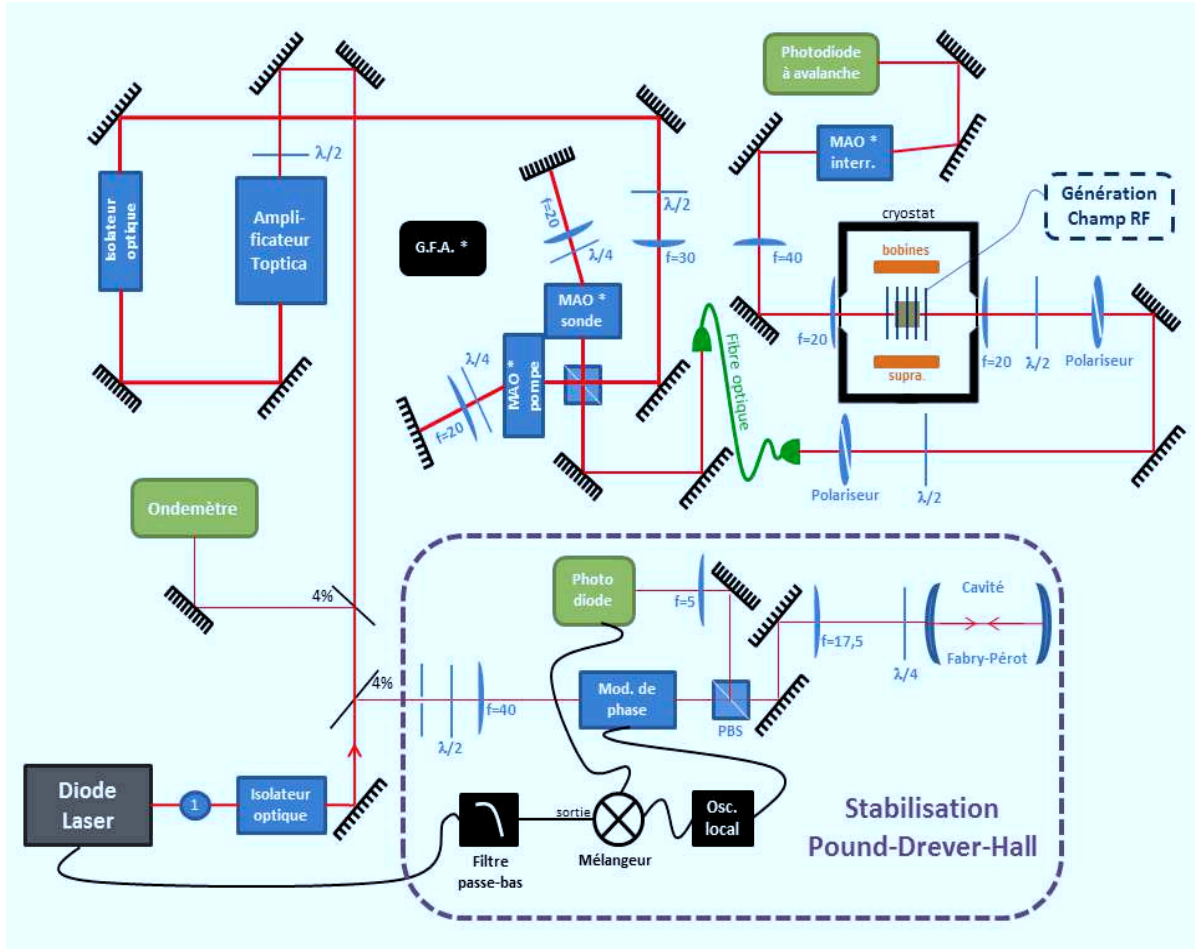 Photodiode
à avalanche
λ/2
MAO *
interr.
Génération
Champ RF
Isolateur
optique
Ampli-
ficateur
Toptica
G.F.A. *
f=20
λ/4
λ/2
f=30
cryostat
bobines
f=40
MAO *
sonde
f=20
f=20
λ/2
Polariseur
supra.
Fibre optique
λ/4
f=20
MAO *
pompe
Polariseur
λ/2
Ondemètre
4%
Photo
diode
f=5
Cavité
Fabry-Pérot
f=17,5
λ/4
4%
λ/2
f=40
Mod. de
phase
PBS
Diode
Laser
1
Isolateur
optique
sortie
Filtre
passe-bas
Mélangeur
Osc.
local
Stabilisation
Pound-Drever-Hall